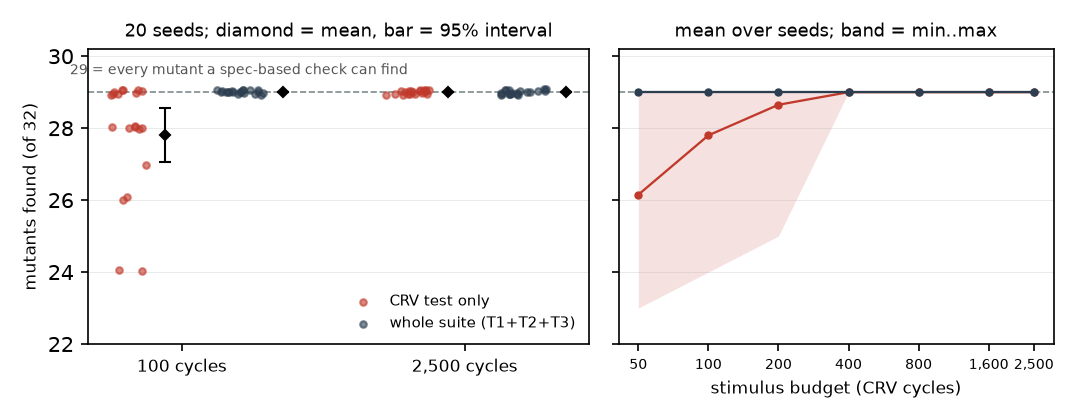 20 seeds; diamond = mean, bar = 95% interval
mean over seeds; band = min..max
30
29 = every mutant a spec-based check can find
28
26
24
22
mutants found (of 32)
CRV test only
whole suite (T1+T2+T3)
100 cycles
2,500 cycles
50
100
200
400
800
1,600
2,500
stimulus budget (CRV cycles)